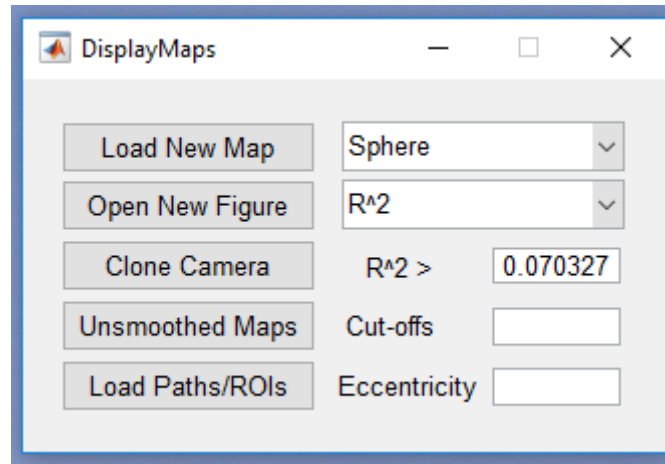 DisplayMaps
Load New Map Sphere
Open New Figure R^2
Clone Camera R^2 > 0.070327
Unsmoothed Maps Cut-offs
Load Paths/ROIs Eccentricity